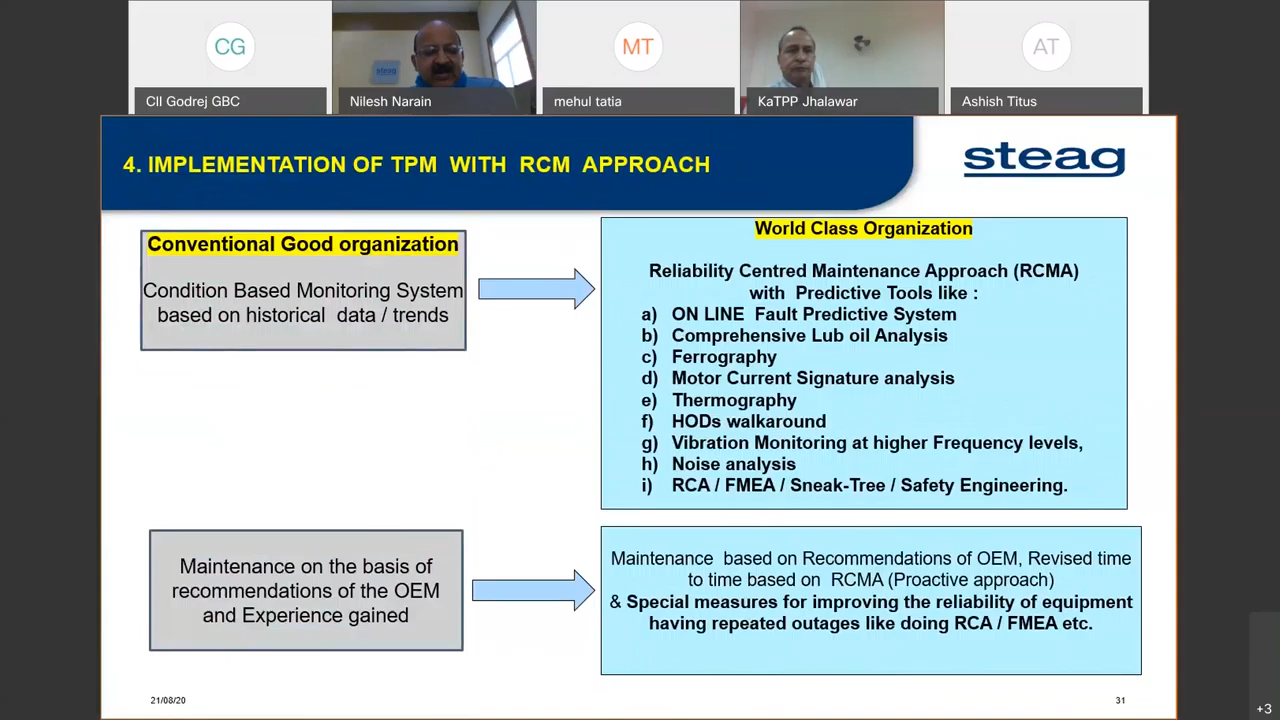 CG
MT
AT
steag
CII Godrej GBC
Nilesh Narain
mehul tatia
KaTPP Jhalawar
Ashish Titus
4. IMPLEMENTATION OF TPM WITH RCM APPROACH
steag
Conventional Good organization
Condition Based Monitoring System
based on historical data / trends
World Class Organization
Reliability Centred Maintenance Approach (RCMA)
with Predictive Tools like :
a) ON LINE Fault Predictive System
b) Comprehensive Lub oil Analysis
c) Ferrography
d) Motor Current Signature analysis
e) Thermography
f) HODs walkaround
g) Vibration Monitoring at higher Frequency levels,
h) Noise analysis
i) RCA / FMEA / Sneak-Tree / Safety Engineering.
Maintenance on the basis of
recommendations of the OEM
and Experience gained
Maintenance based on Recommendations of OEM, Revised time
to time based on RCMA (Proactive approach)
& Special measures for improving the reliability of equipment
having repeated outages like doing RCA / FMEA etc.
21/08/20
31
+3